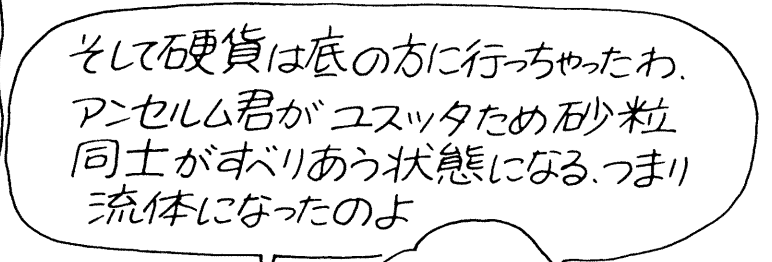 そして硬貨は底の方に行っちゃったわ、
アンセルム君がユスッタため砂粒
同士がすべりあう状態になる、つまり
流体になったのよ